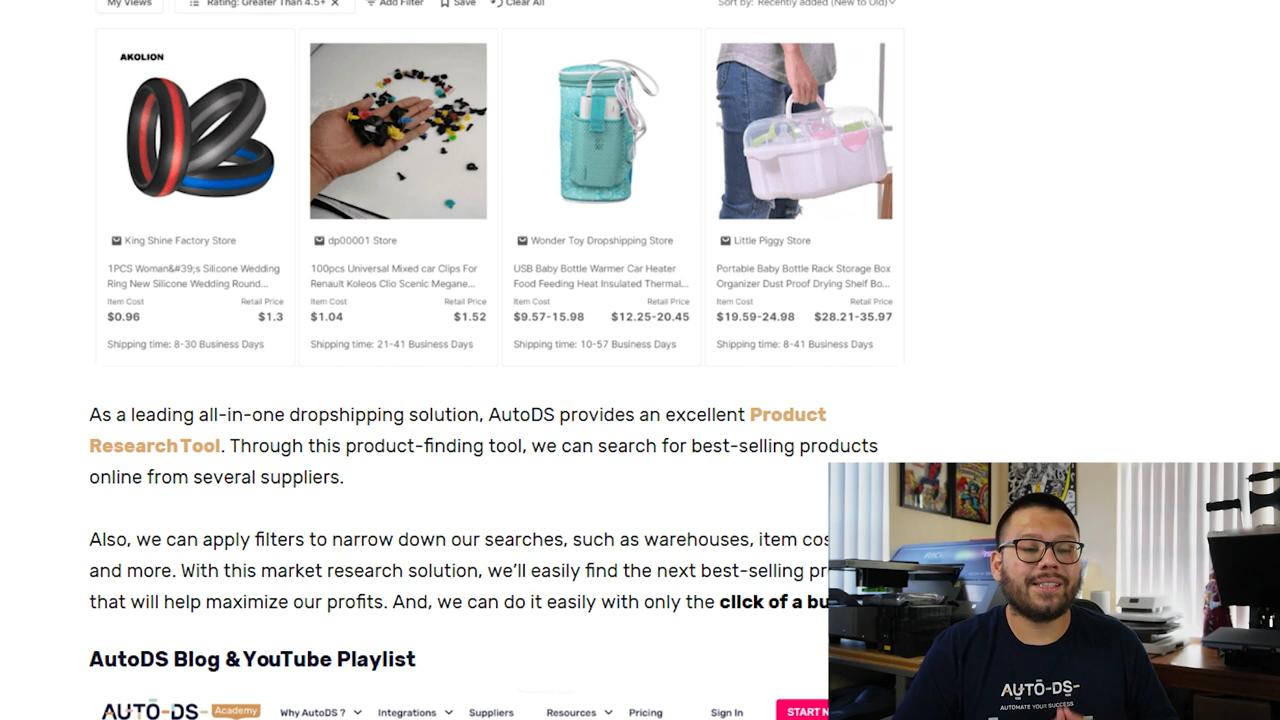 My Views
Rating: Greater Than 4.5+ ×
Add Filter
Save
Clear All
Sort by: Recently added (New to Old)
AKOLION
King Shine Factory Store
1PCS Woman&#39;s Silicone Wedding
Ring New Silicone Wedding Round...
Item Cost
Retail Price
$0.96
$1.3
Shipping time: 8-30 Business Days
dp00001 Store
100pcs Universal Mixed car Clips For
Renault Koleos Clio Scenic Megane...
Item Cost
Retail Price
$1.04
$1.52
Shipping time: 21-41 Business Days
Wonder Toy Dropshipping Store
USB Baby Bottle Warmer Car Heater
Food Feeding Heat Insulated Thermal...
Item Cost
Retail Price
$9.57-15.98
$12.25-20.45
Shipping time: 10-57 Business Days
Little Piggy Store
Portable Baby Bottle Rack Storage Box
Organizer Dust Proof Drying Shelf Bo...
Item Cost
Retail Price
$19.59-24.98
$28.21-35.97
Shipping time: 8-41 Business Days
As a leading all-in-one dropshipping solution, AutoDS provides an excellent Product
Research Tool. Through this product-finding tool, we can search for best-selling products
online from several suppliers.
Also, we can apply filters to narrow down our searches, such as warehouses, item cos
and more. With this market research solution, we'll easily find the next best-selling pr
that will help maximize our profits. And, we can do it easily with only the click of a bu
AutoDS Blog & YouTube Playlist
AUTO-DS- Academy
Why AutoDS ?
Integrations
Suppliers
Resources
Pricing
Sign In
START N
AUTO-DS-
AUTOMATE YOUR SUCCESS